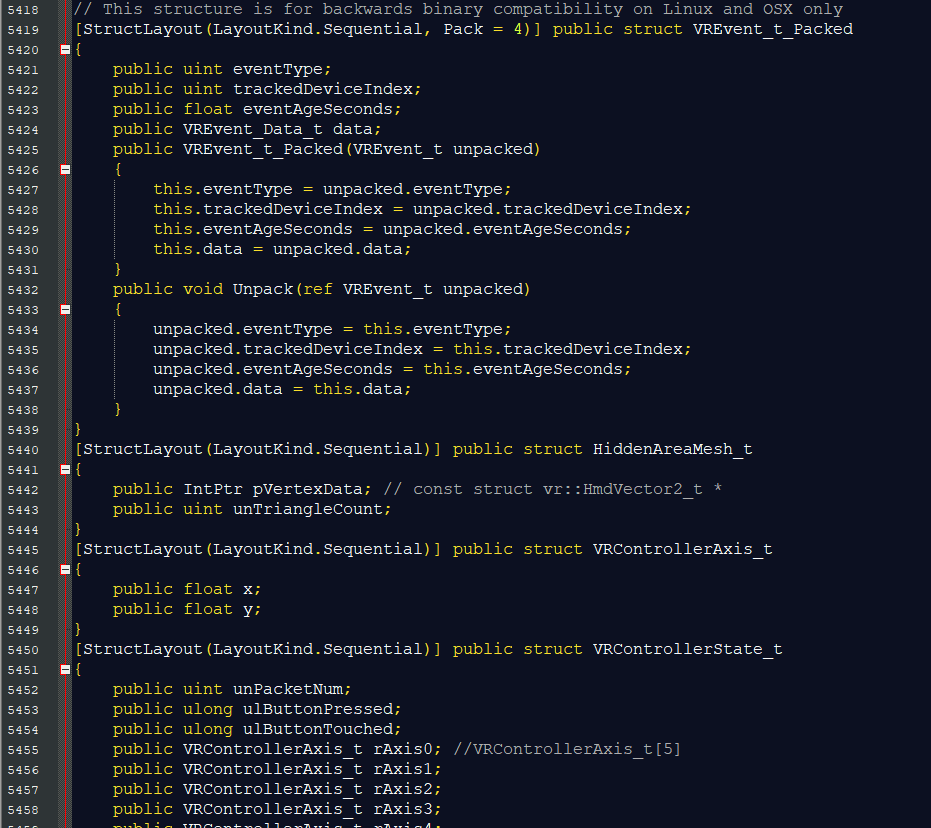 5418 // This structure is for backwards binary compatibility on Linux and OSX only
5419 [StructLayout(LayoutKind.Sequential, Pack = 4)] public struct VREvent_t_Packed
5420 {
5421 public uint eventType;
5422 public uint trackedDeviceIndex;
5423 public float eventAgeSeconds;
5424 public VREvent_Data_t data;
5425 public VREvent_t_Packed(VREvent_t unpacked)
5426 {
5427 this.eventType = unpacked.eventType;
5428 this.trackedDeviceIndex = unpacked.trackedDeviceIndex;
5429 this.eventAgeSeconds = unpacked.eventAgeSeconds;
5430 this.data = unpacked.data;
5431 }
5432 public void Unpack(ref VREvent_t unpacked)
5433 {
5434 unpacked.eventType = this.eventType;
5435 unpacked.trackedDeviceIndex = this.trackedDeviceIndex;
5436 unpacked.eventAgeSeconds = this.eventAgeSeconds;
5437 unpacked.data = this.data;
5438 }
5439 }
5440 [StructLayout(LayoutKind.Sequential)] public struct HiddenAreaMesh_t
5441 {
5442 public IntPtr pVertexData; // const struct vr::HmdVector2_t *
5443 public uint unTriangleCount;
5444 }
5445 [StructLayout(LayoutKind.Sequential)] public struct VRControllerAxis_t
5446 {
5447 public float x;
5448 public float y;
5449 }
5450 [StructLayout(LayoutKind.Sequential)] public struct VRControllerState_t
5451 {
5452 public uint unPacketNum;
5453 public ulong ulButtonPressed;
5454 public ulong ulButtonTouched;
5455 public VRControllerAxis_t rAxis0; //VRControllerAxis_t[5]
5456 public VRControllerAxis_t rAxis1;
5457 public VRControllerAxis_t rAxis2;
5458 public VRControllerAxis_t rAxis3;
public VRControllerAxis_t rAxis4;